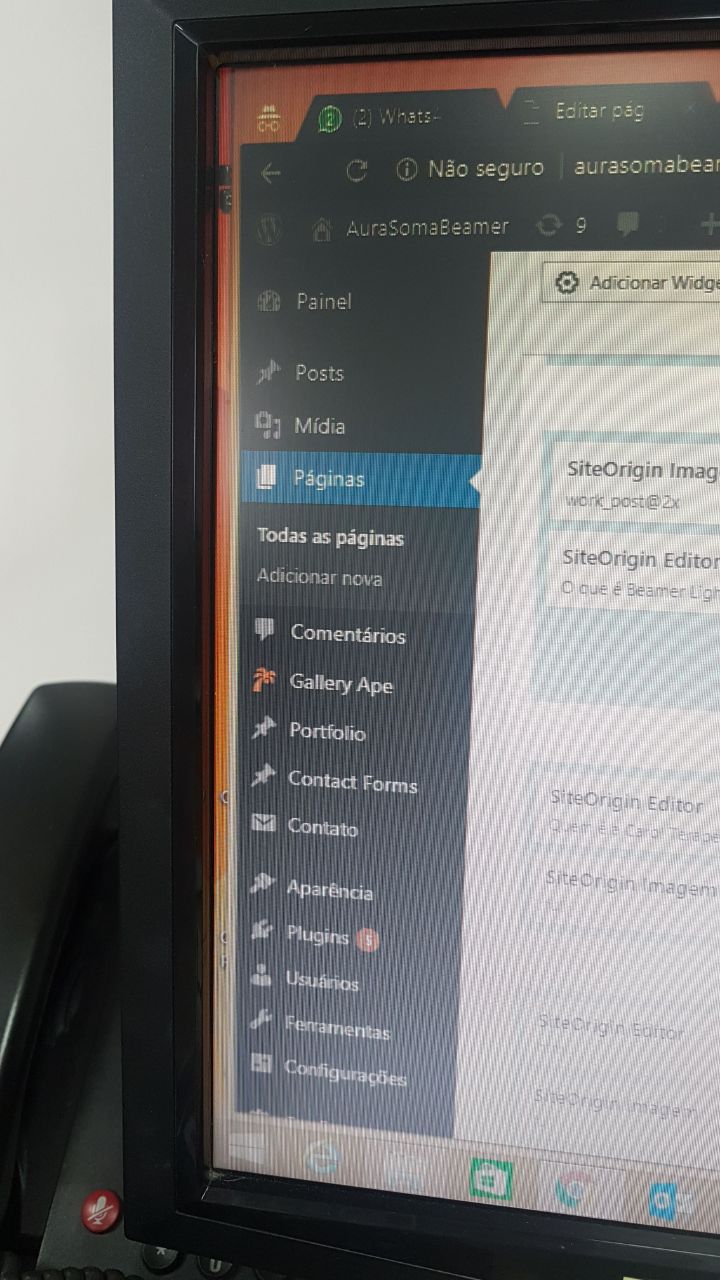 (2) Whats
Editar pág
Não seguro
aurasomabeam
AuraSomaBeamer
9
Adicionar Widge
Painel
Posts
Mídia
Páginas
Todas as páginas
Adicionar nova
Comentários
Gallery Ape
Portfolio
Contact Forms
Contato
Aparência
Plugins 5
Usuários
Ferramentas
Configurações
SiteOrigin Imag
work_post@2x
SiteOrigin Editor
O que é Beamer Ligh
SiteOrigin Editor
Quem é a Carol Terape
SiteOrigin Imagem
SiteOrigin Editor
SiteOrigin Imagem